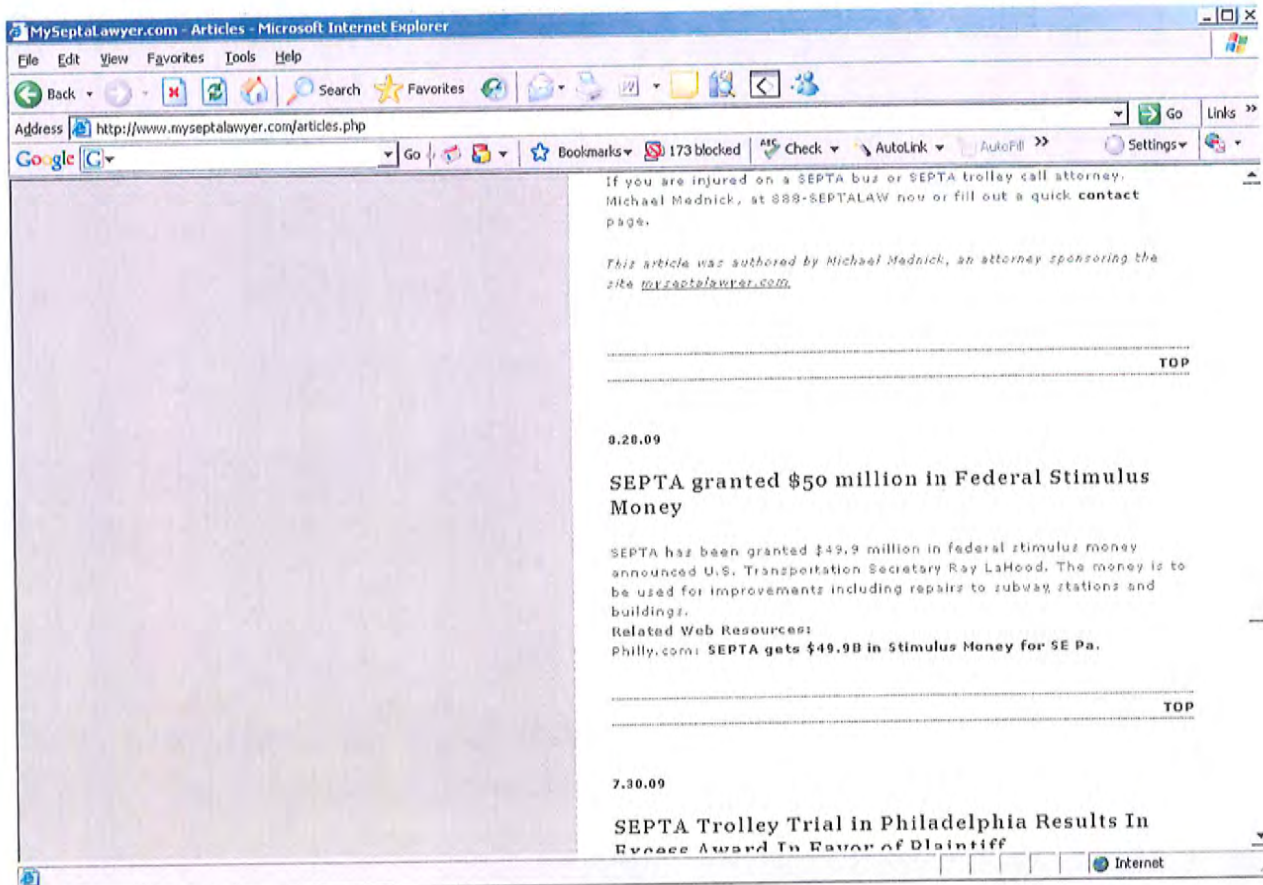 MySeptaLawyer.com - Articles - Microsoft Internet Explorer
File Edit View Favorites Tools Help
Back Search Favorites
Address http://www.myseptalawyer.com/articles.php Go Links »
Google G Go Bookmarks 173 blocked ABC Check AutoLink AutoFill » Settings
If you are injured on a SEPTA bus or SEPTA trolley call attorney,
Michael Mednick, at 888-SEPTALAW now or fill out a quick contact
page.
This article was authored by Michael Mednick, an attorney sponsoring the
site myseptalawyer.com.
TOP
8.28.09
SEPTA granted $50 million in Federal Stimulus
Money
SEPTA has been granted $49.9 million in federal stimulus money
announced U.S. Transportation Secretary Ray LaHood. The money is to
be used for improvements including repairs to subway stations and
buildings.
Related Web Resources:
Philly.com: SEPTA gets $49.9B in Stimulus Money for SE Pa.
TOP
7.30.09
SEPTA Trolley Trial in Philadelphia Results In
Excess Award In Favor of Plaintiff
Internet